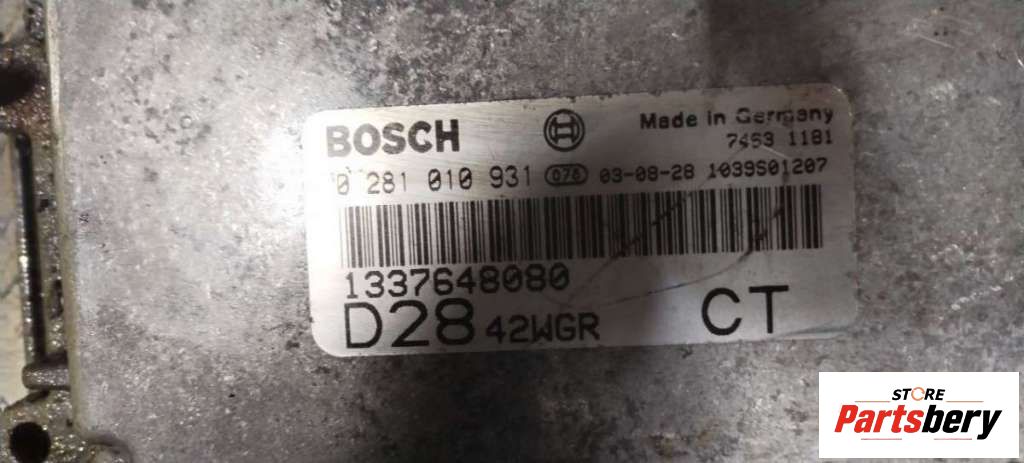 BOSCH Made in Germany
7453 1181
0 281 010 931 078 03-08-28 1039S01207
1337648080
D28 42WGR CT
STORE
Partsbery